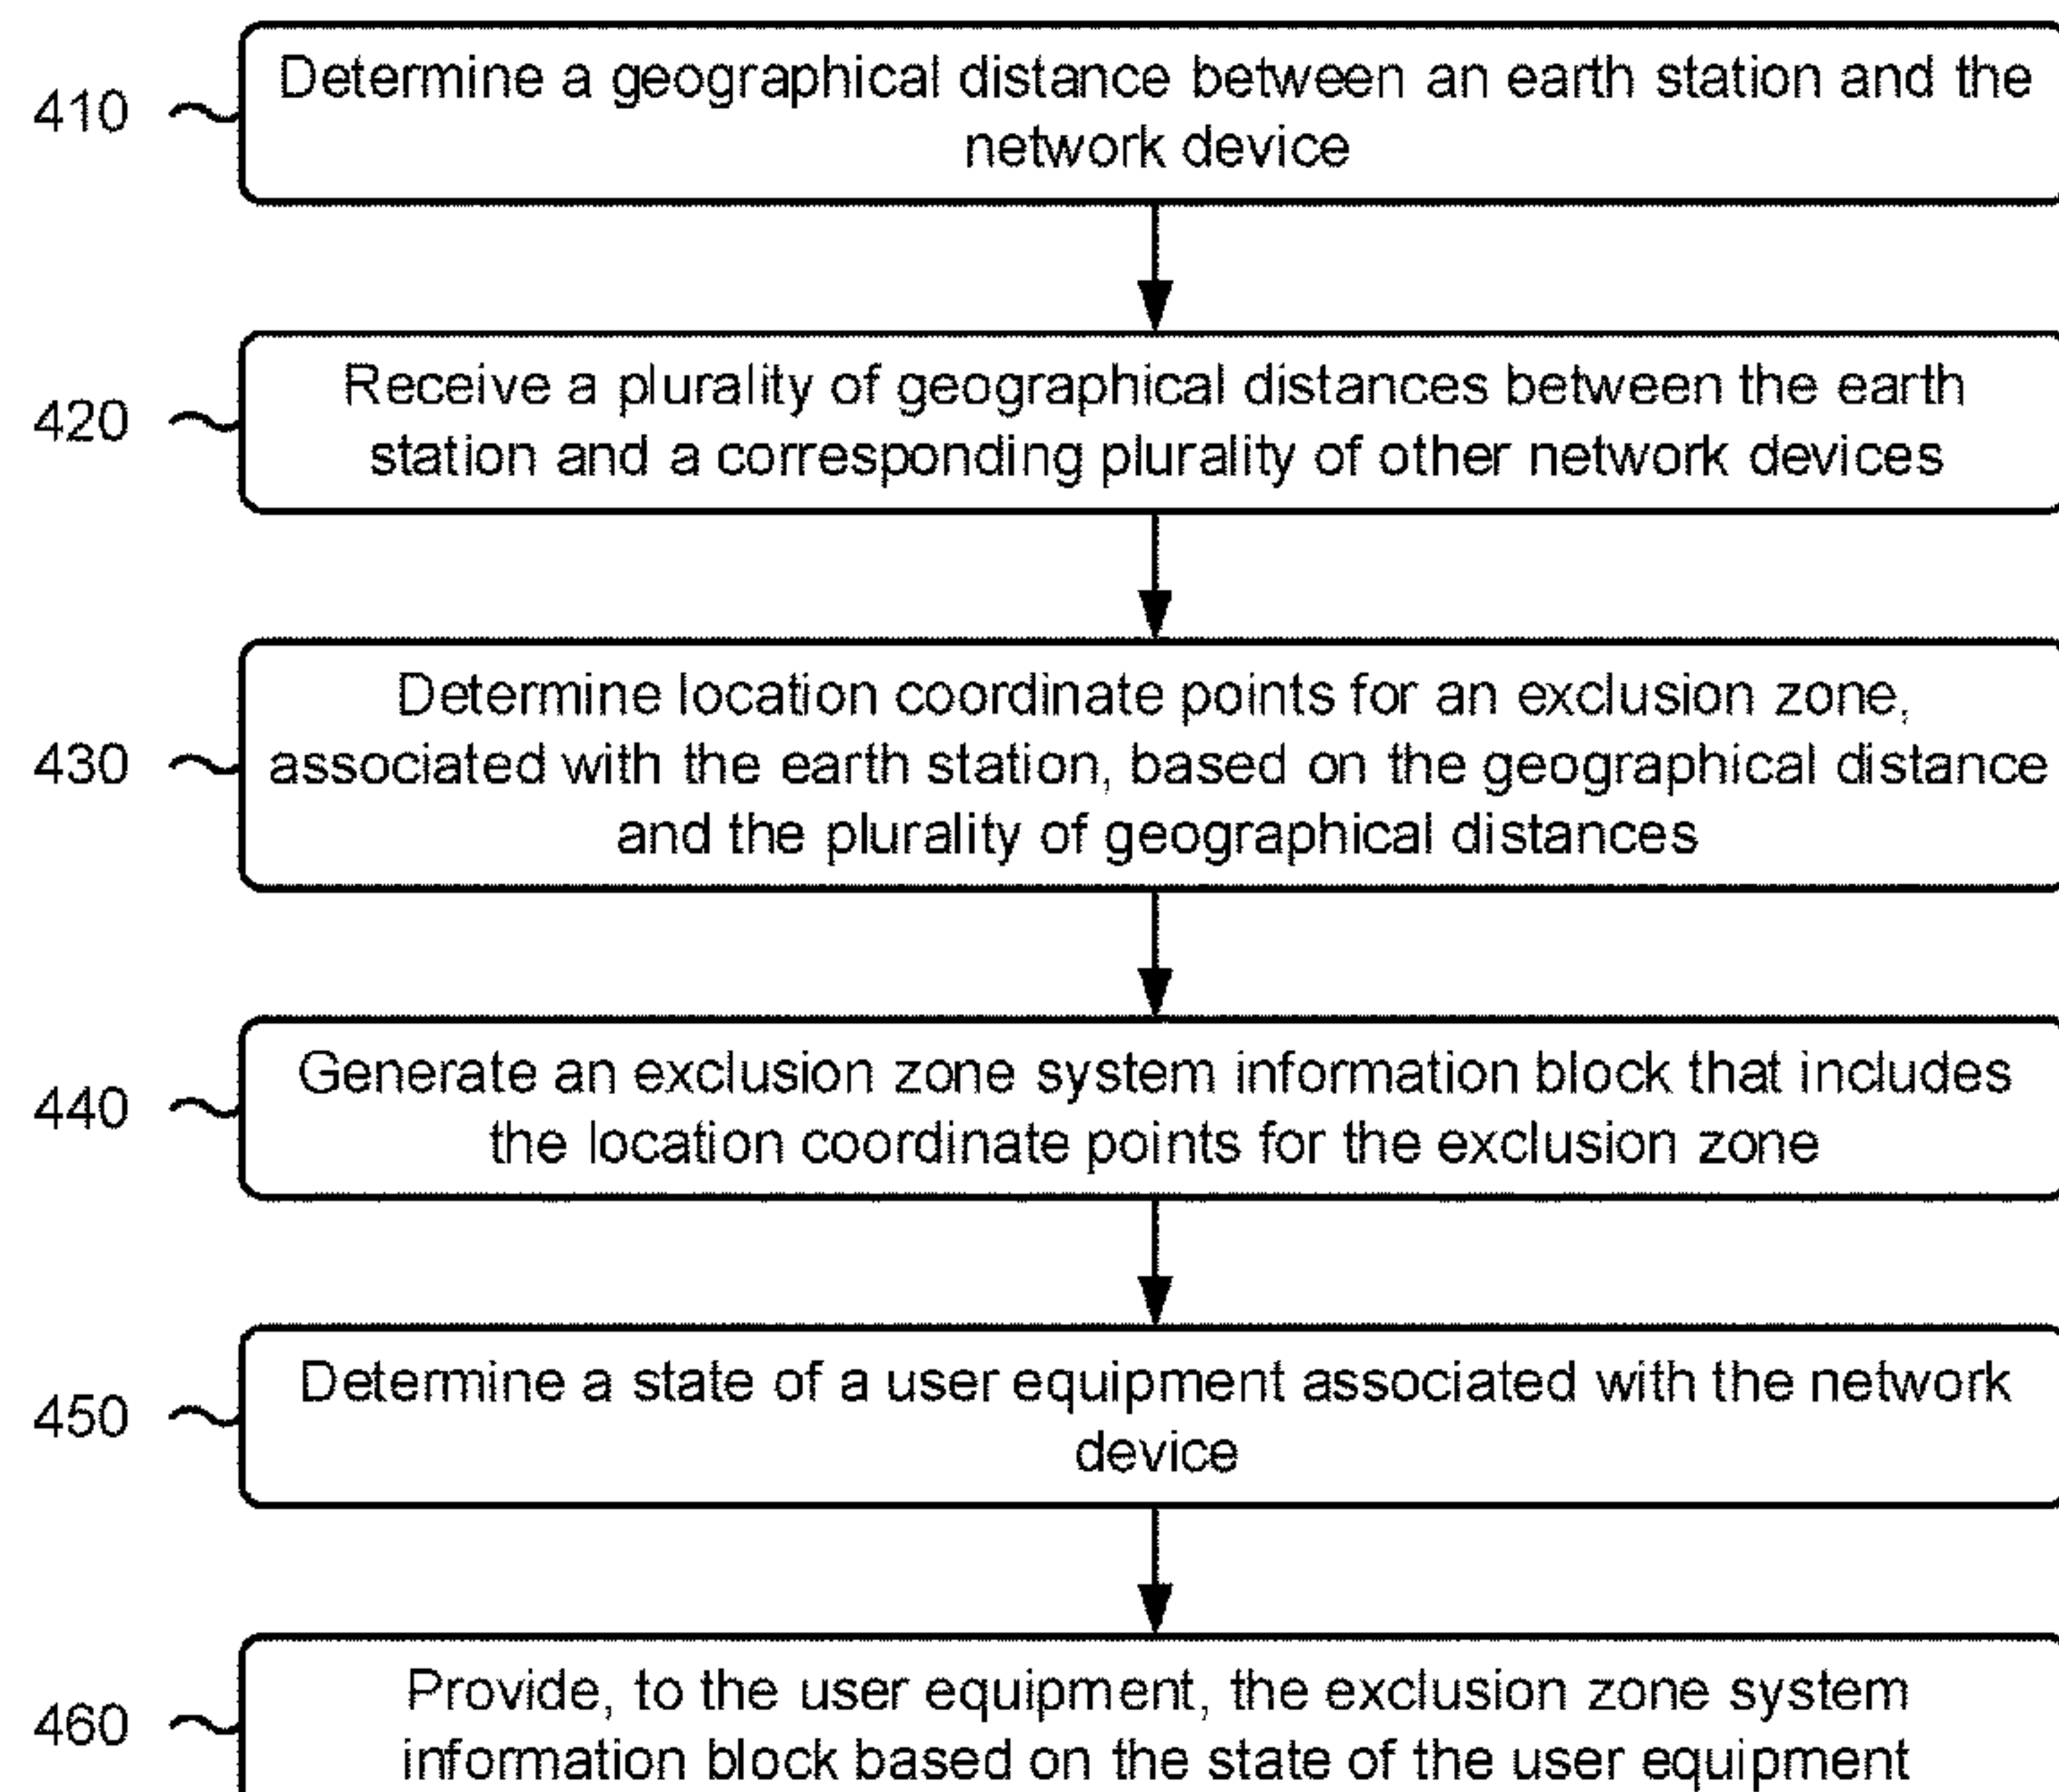 410
Determine a geographical distance between an earth station and the
network device
420
Receive a plurality of geographical distances between the earth
station and a corresponding plurality of other network devices
430
Determine location coordinate points for an exclusion zone,
associated with the earth station, based on the geographical distance
and the plurality of geographical distances
440
Generate an exclusion zone system information block that includes
the location coordinate points for the exclusion zone
450
Determine a state of a user equipment associated with the network
device
460
Provide, to the user equipment, the exclusion zone system
information block based on the state of the user equipment